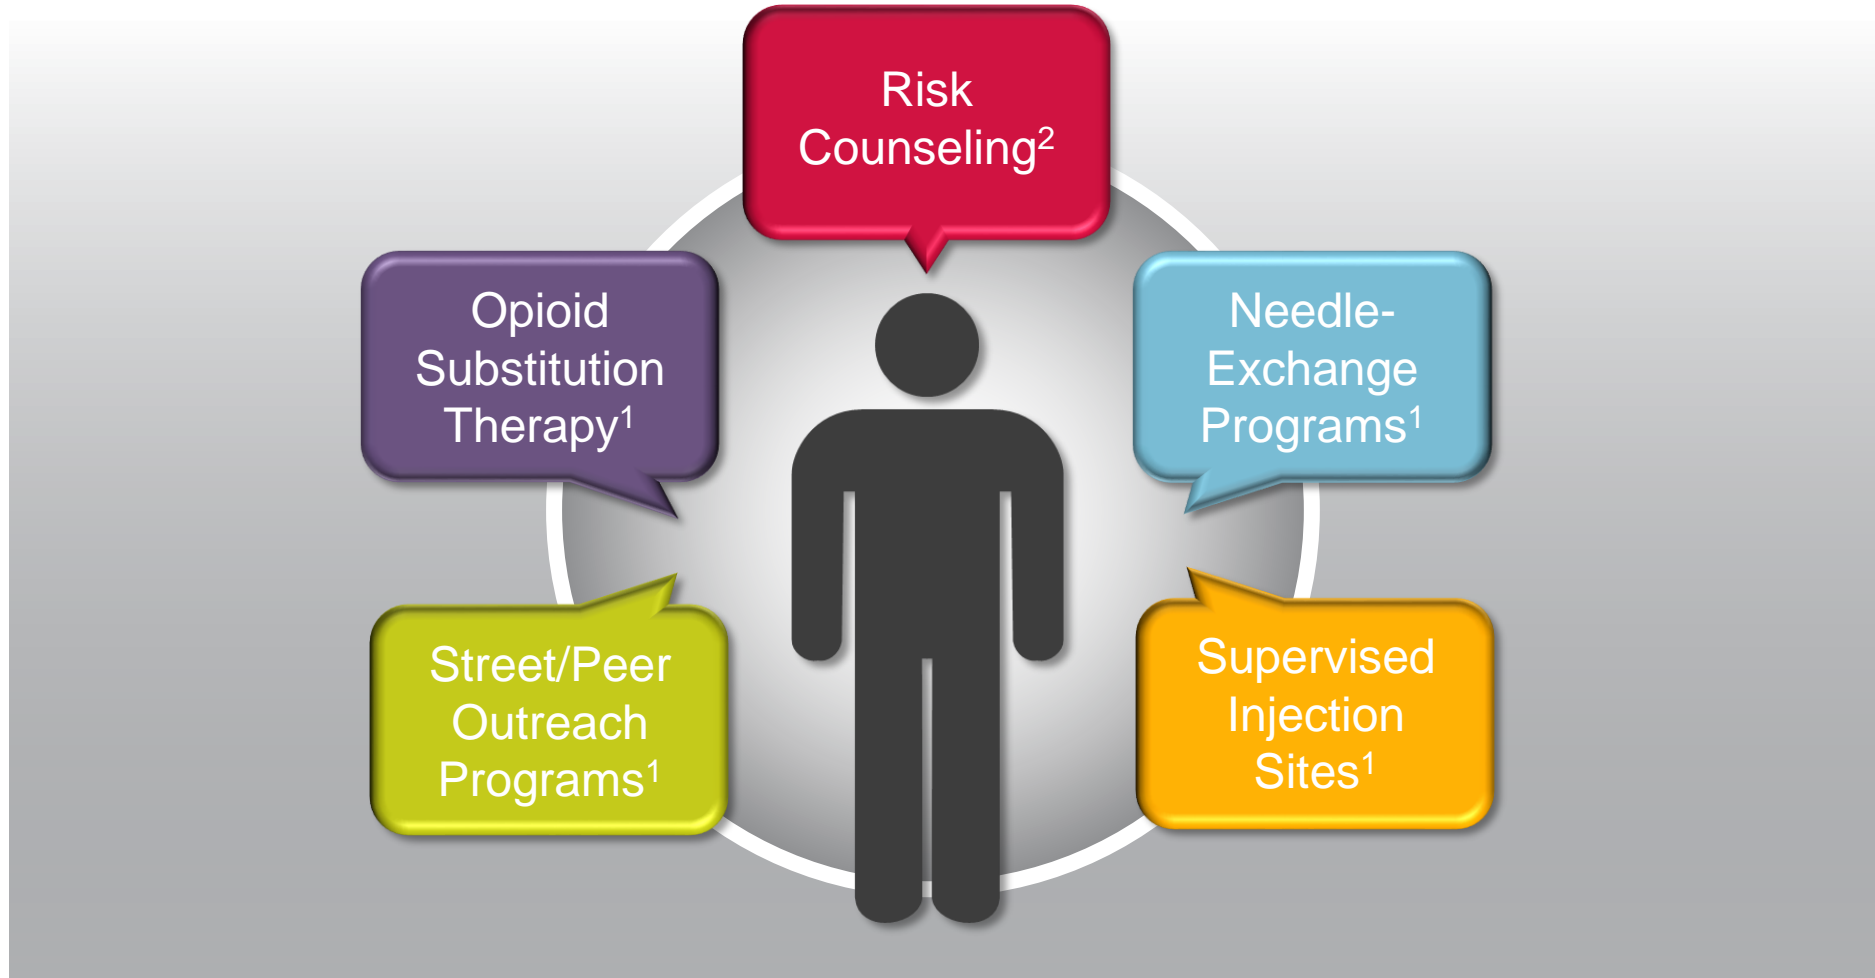 Risk
Counseling²
Opioid
Substitution
Therapy¹
Needle-
Exchange
Programs¹
Street/Peer
Outreach
Programs¹
Supervised
Injection
Sites¹